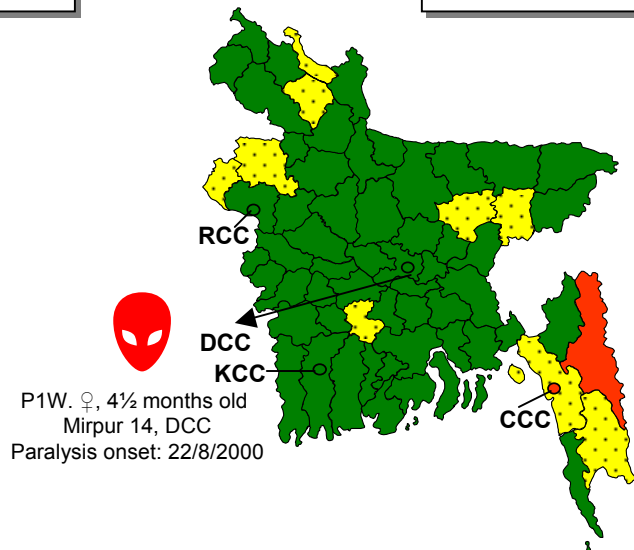 RCC
DCC
KCC
P1W. ♀, 4½ months old
Mirpur 14, DCC
Paralysis onset: 22/8/2000
CCC